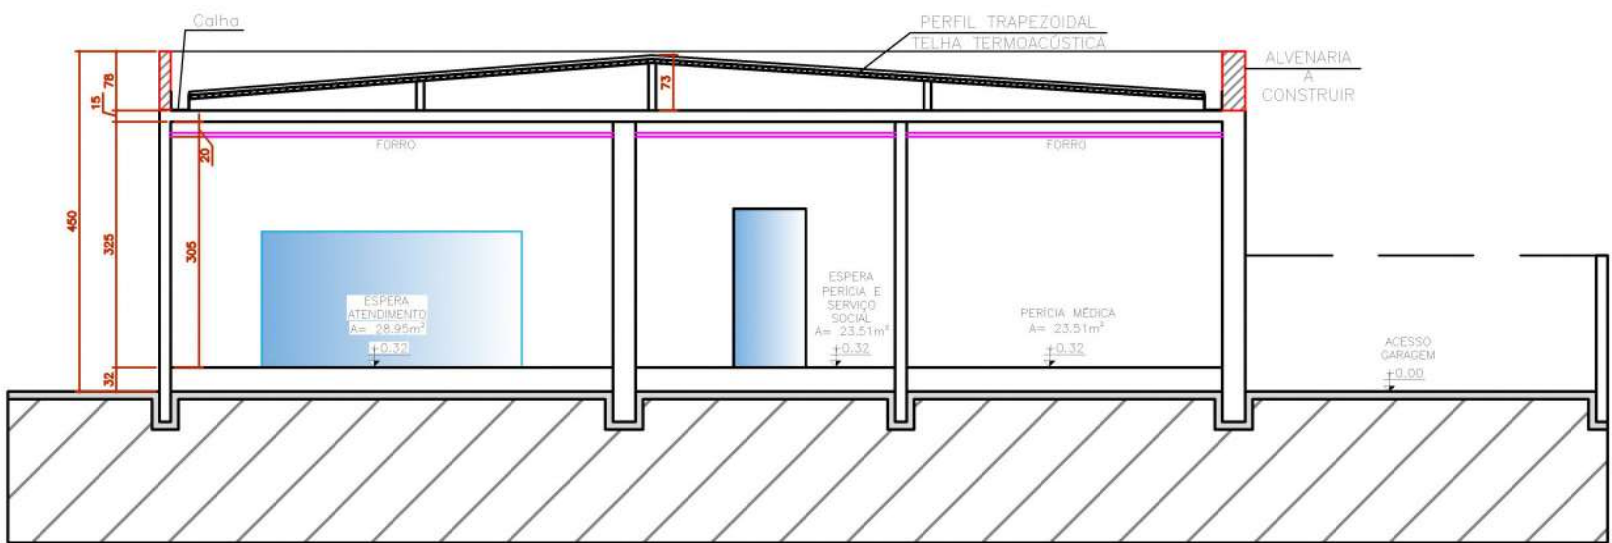 Calha
PERFIL TRAPEZOIDAL
TELHA TERMOACÚSTICA
ALVENARIA
A
CONSTRUIR
78
15
73
20
FORRO
FORRO
450
325
305
32
ESPERA
ATENDIMENTO
A= 28.95m²
+0.32
ESPERA
PERÍCIA E
SERVIÇO
SOCIAL
A= 23.51m²
+0.32
PERÍCIA MÉDICA
A= 23.51m²
+0.32
ACESSO
GARAGEM
+0.00